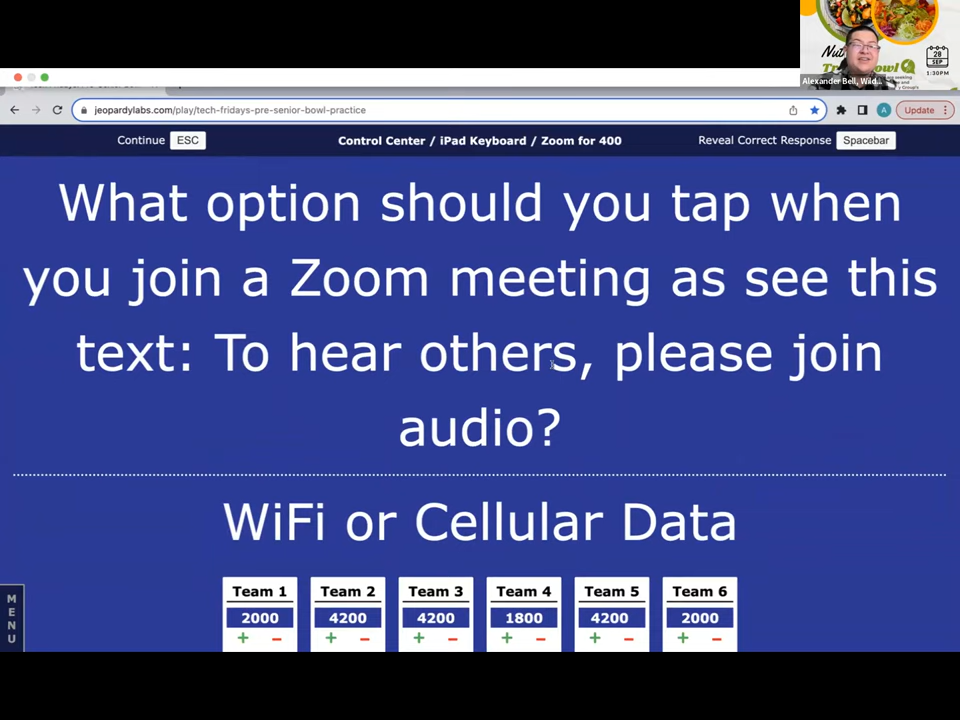 28
SEP
1:30PM
Alexander Bell, Wild...
jeopardylabs.com/play/tech-fridays-pre-senior-bowl-practice
A
Update
Continue ESC
Control Center / iPad Keyboard / Zoom for 400
Reveal Correct Response Spacebar
What option should you tap when
you join a Zoom meeting as see this
text: To hear others, please join
audio?
WiFi or Cellular Data
MENU
Team 1 Team 2 Team 3 Team 4 Team 5 Team 6
2000 4200 4200 1800 4200 2000
+ − + − + − + − + − + −